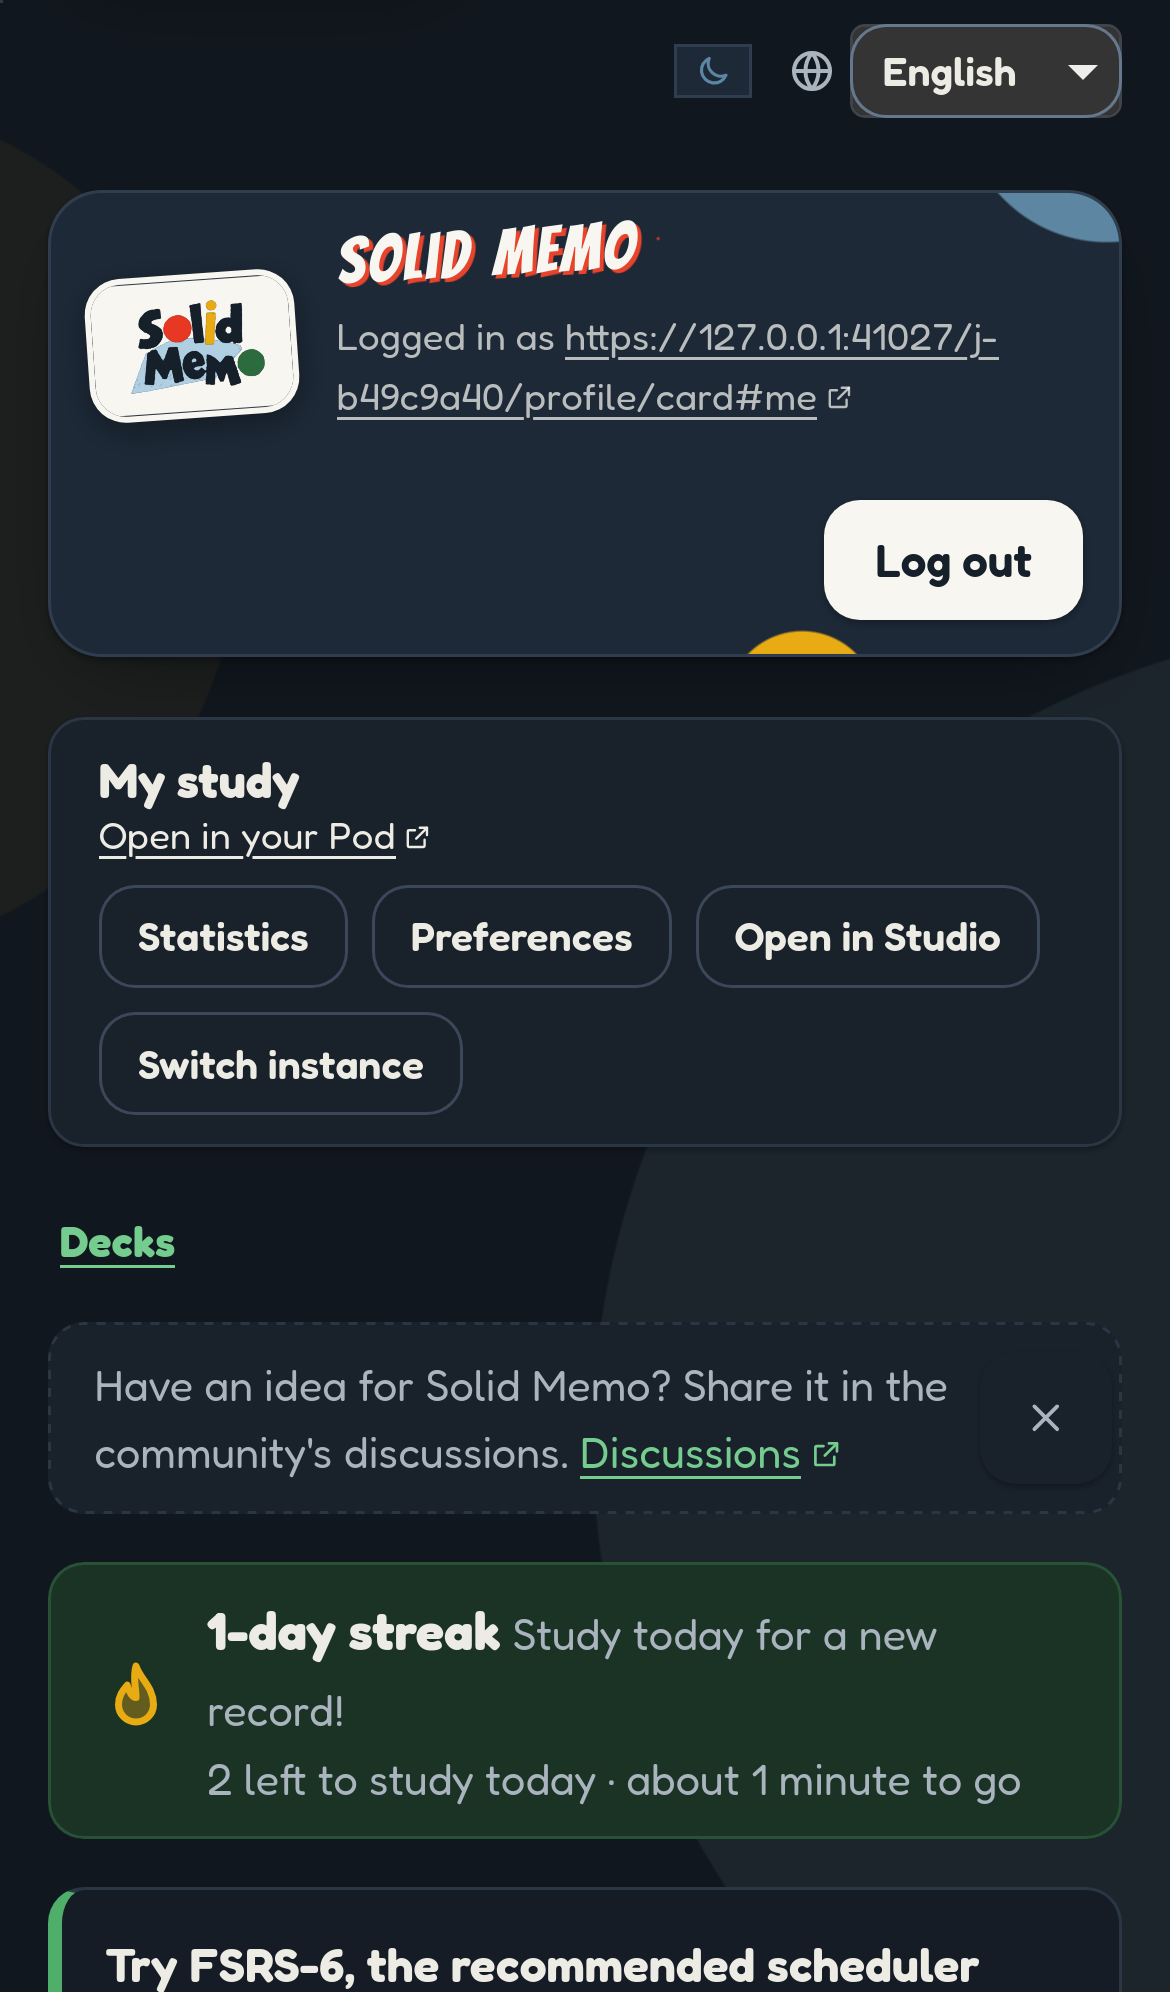 English
SOLID MEMO
Solid
MeMo
Logged in as https://127.0.0.1:41027/j-
b49c9a40/profile/card#me
Log out
My study
Open in your Pod
Statistics
Preferences
Open in Studio
Switch instance
Decks
Have an idea for Solid Memo? Share it in the
community's discussions. Discussions
1-day streak Study today for a new
record!
2 left to study today · about 1 minute to go
Try FSRS-6, the recommended scheduler